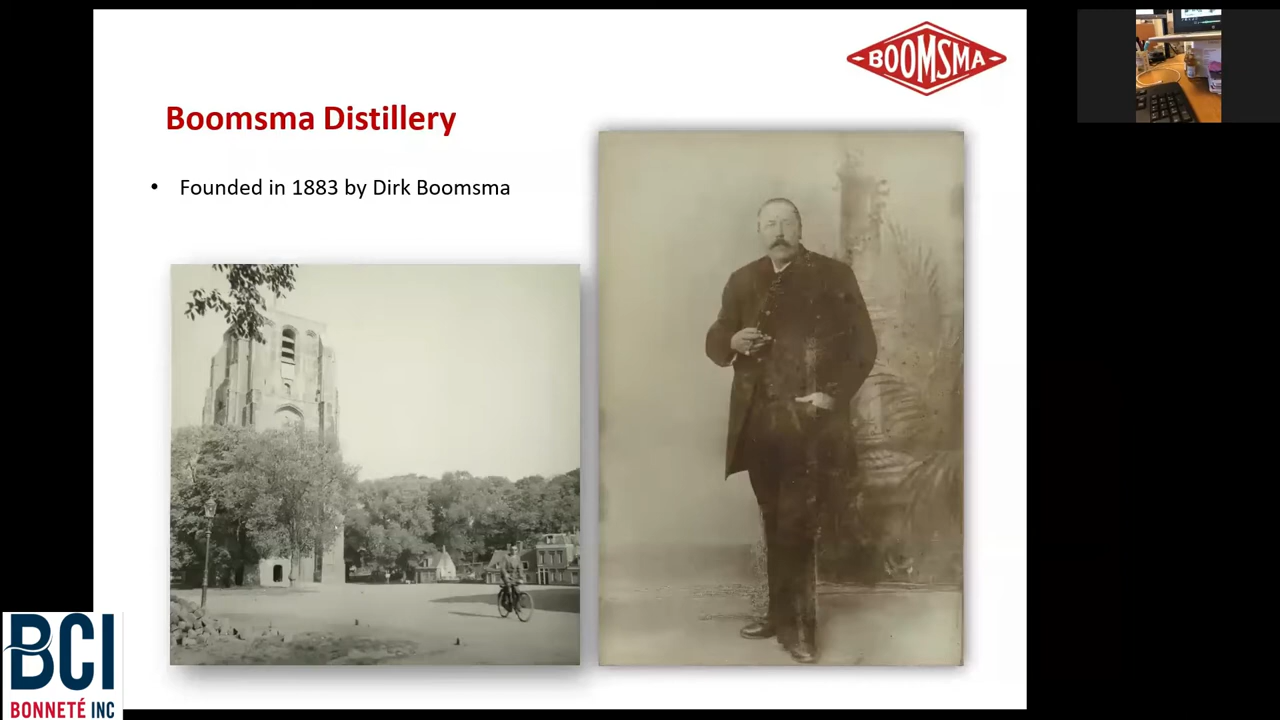 BOOMSMA
Boomsma Distillery
• Founded in 1883 by Dirk Boomsma
BCI
BONNETÉ INC